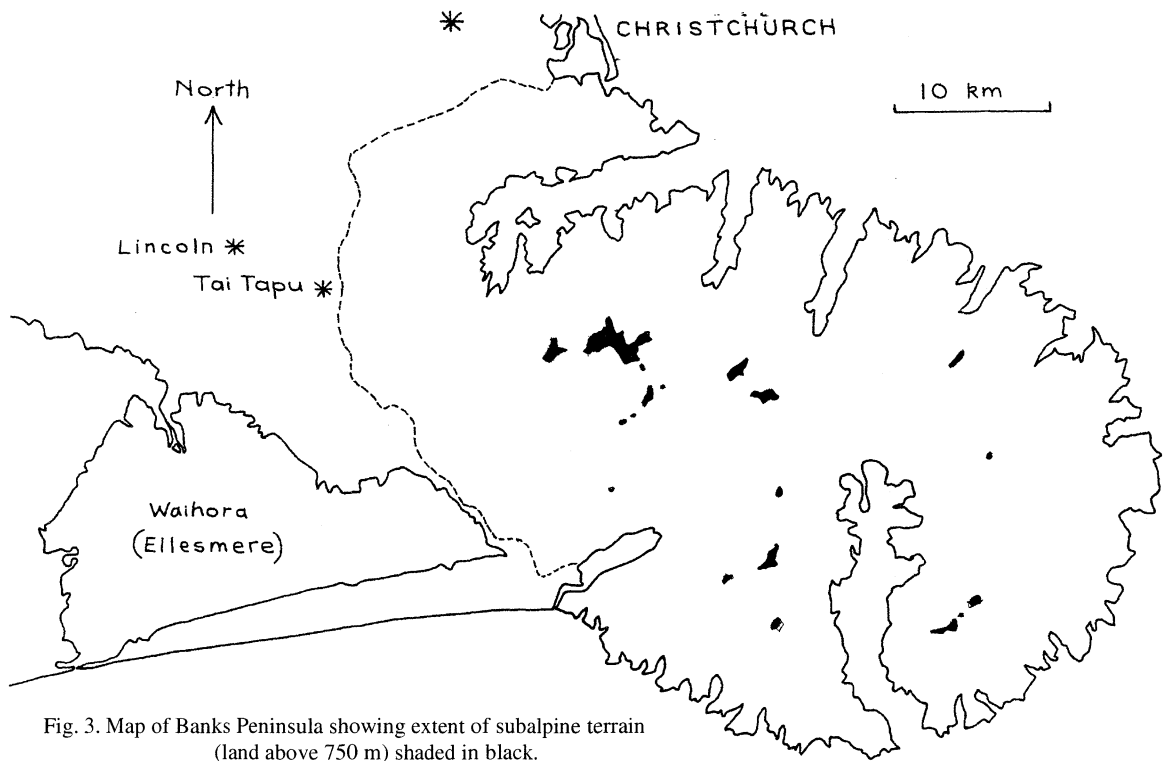 CHRISTCHURCH
North
10 km
Lincoln
Tai Tapu
Waihora
(Ellesmere)
Fig. 3. Map of Banks Peninsula showing extent of subalpine terrain
(land above 750 m) shaded in black.